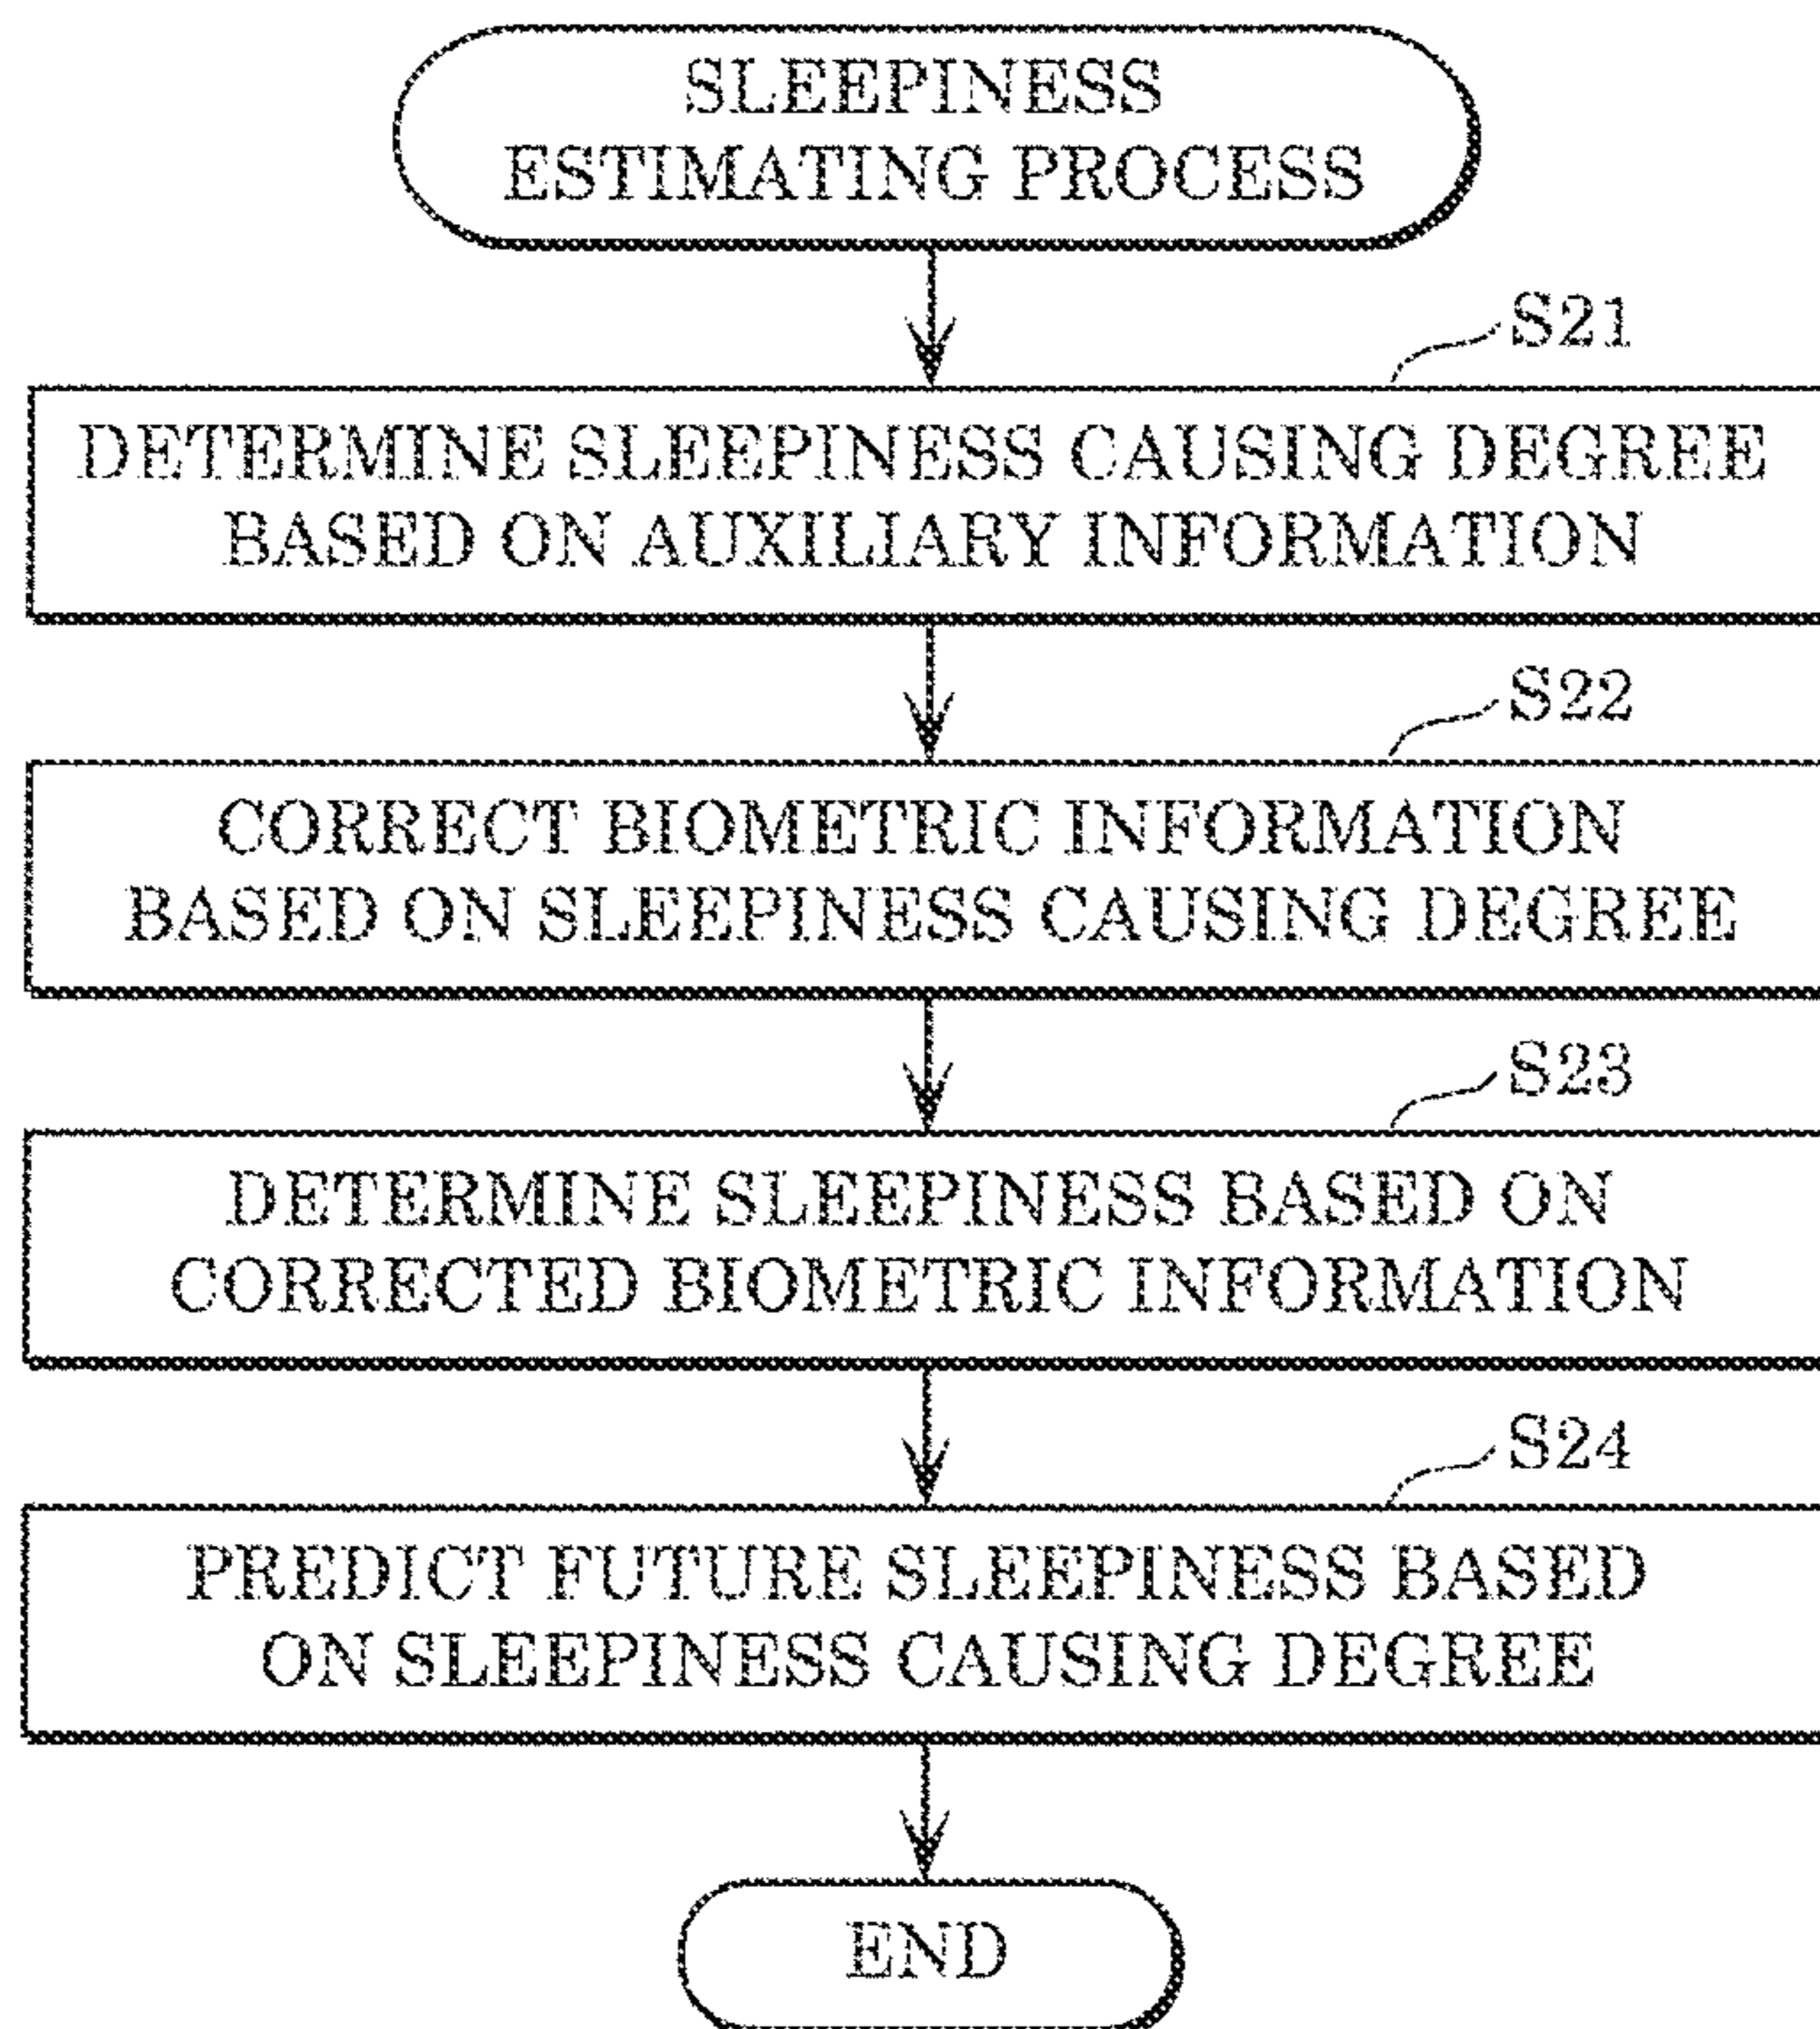 SLEEPINESS
ESTIMATING PROCESS
S21
DETERMINE SLEEPINESS CAUSING DEGREE
BASED ON AUXILIARY INFORMATION
S22
CORRECT BIOMETRIC INFORMATION
BASED ON SLEEPINESS CAUSING DEGREE
S23
DETERMINE SLEEPINESS BASED ON
CORRECTED BIOMETRIC INFORMATION
S24
PREDICT FUTURE SLEEPINESS BASED
ON SLEEPINESS CAUSING DEGREE
END